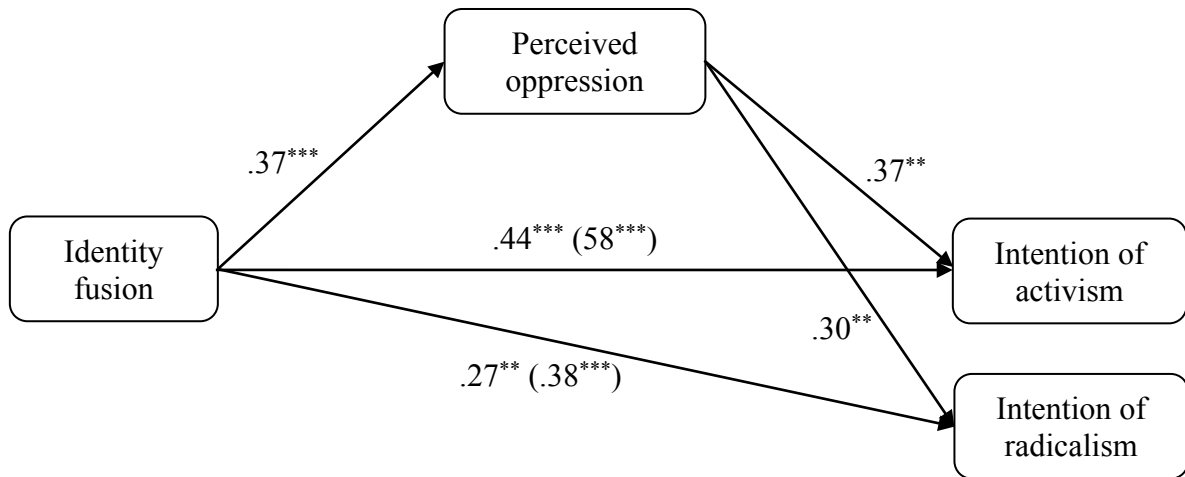 Perceived
oppression
.37***
.37**
Identity
fusion
.44*** (58***)
Intention of
activism
.30**
.27** (.38***)
Intention of
radicalism